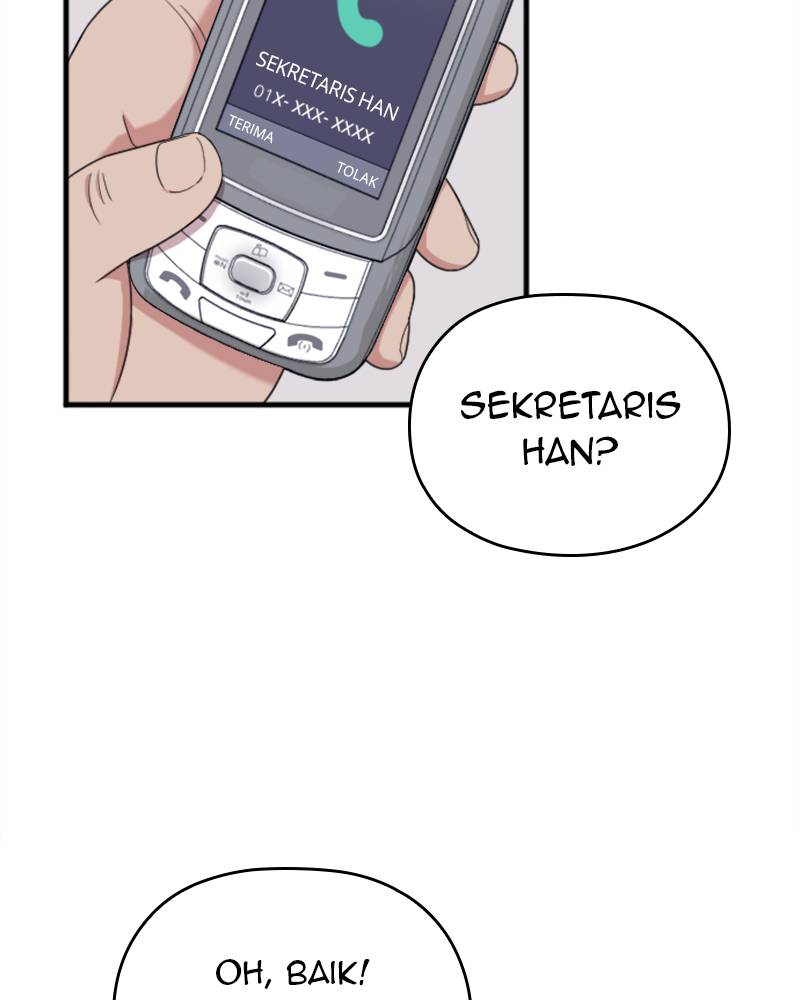 SEKRETARIS HAN
01X- XXX- XXXX
TERIMA
TOLAK
SEKRETARIS
HAN?
OH, BAIK!